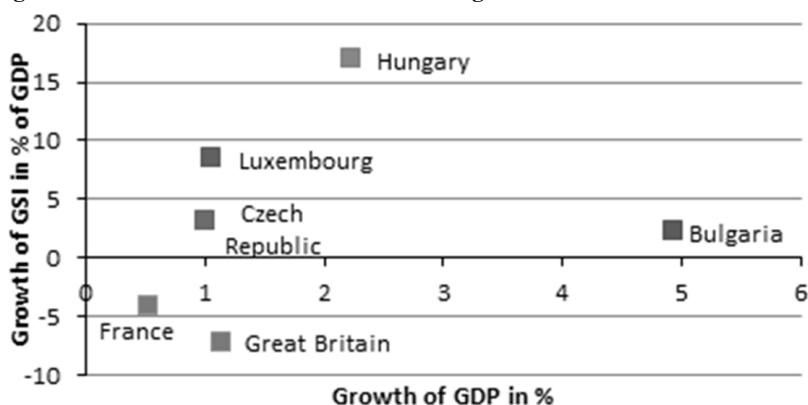 20
Hungary
15
10
Luxembourg
5
Czech
Republic
Bulgaria
0
0 1 2 3 4 5 6
France
-5
Great Britain
-10
Growth of GSI in % of GDP
Growth of GDP in %